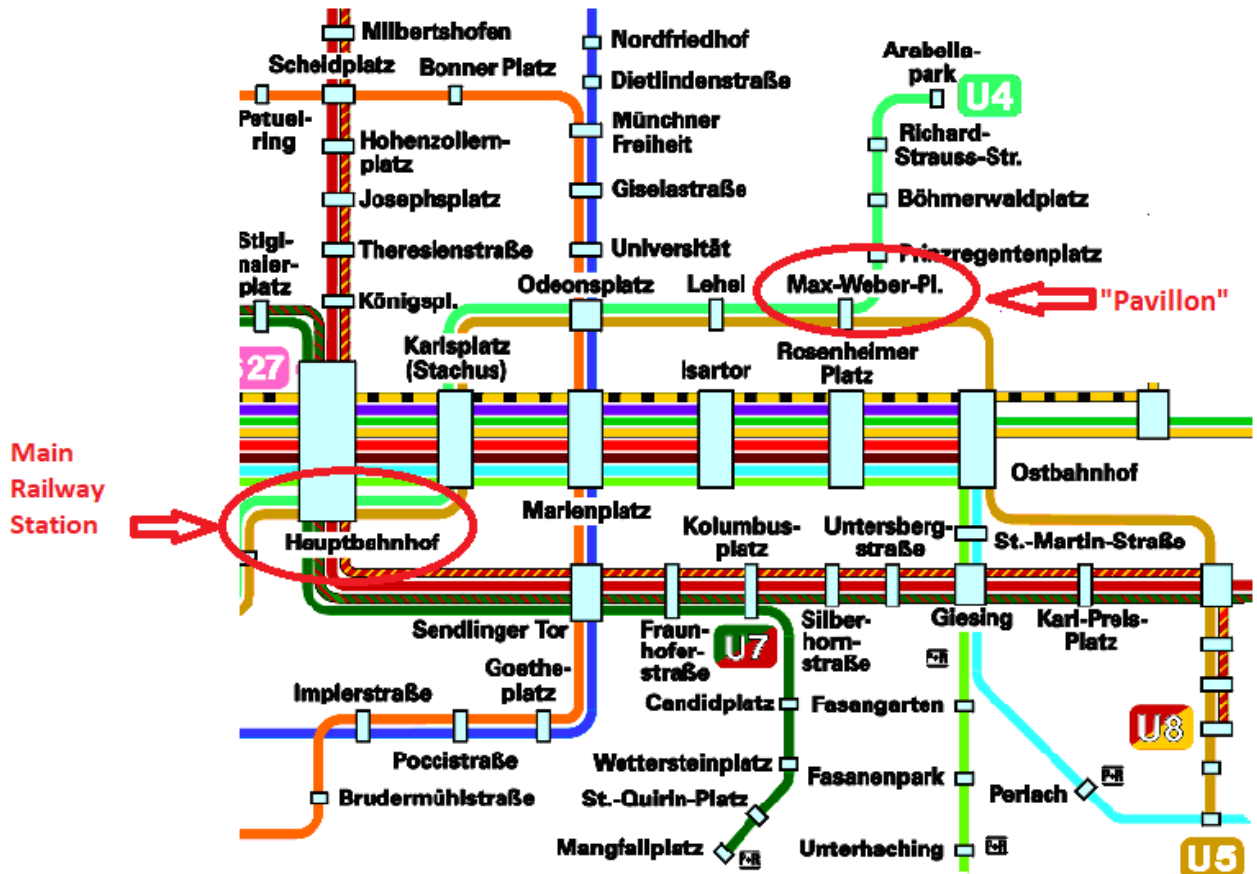 Milbertshofen
Scheidplatz
Bonner Platz
Petuel-
ring
Hohenzollern-
platz
Josephsplatz
Stigl-
maier-
platz
Theresienstraße
Königspl.
Nordfriedhof
Dietlindenstraße
Münchner
Freiheit
Giselastraße
Universität
Odeonsplatz
Lehel
Arabella-
park
U4
Richard-
Strauss-Str.
Böhmerwaldplatz
Prinzregentenplatz
Max-Weber-Pl.
"Pavillon"
27
Karlsplatz
(Stachus)
Isartor
Rosenheimer
Platz
Main
Railway
Station
Hauptbahnhof
Marienplatz
Ostbahnhof
Kolumbus-
platz
Untersberg-
straße
St.-Martin-Straße
Sendlinger Tor
Fraun-
hofer-
straße
U7
Silber-
horn-
straße
Giesing
Karl-Preis-
Platz
P+R
Goethe-
platz
Implerstraße
Poccistraße
Brudermühlstraße
Candidplatz
Wettersteinplatz
St.-Quirin-Platz
Mangfallplatz
P+R
Fasangarten
Fasanenpark
Unterhaching
P+R
Perlach
P+R
U8
U5